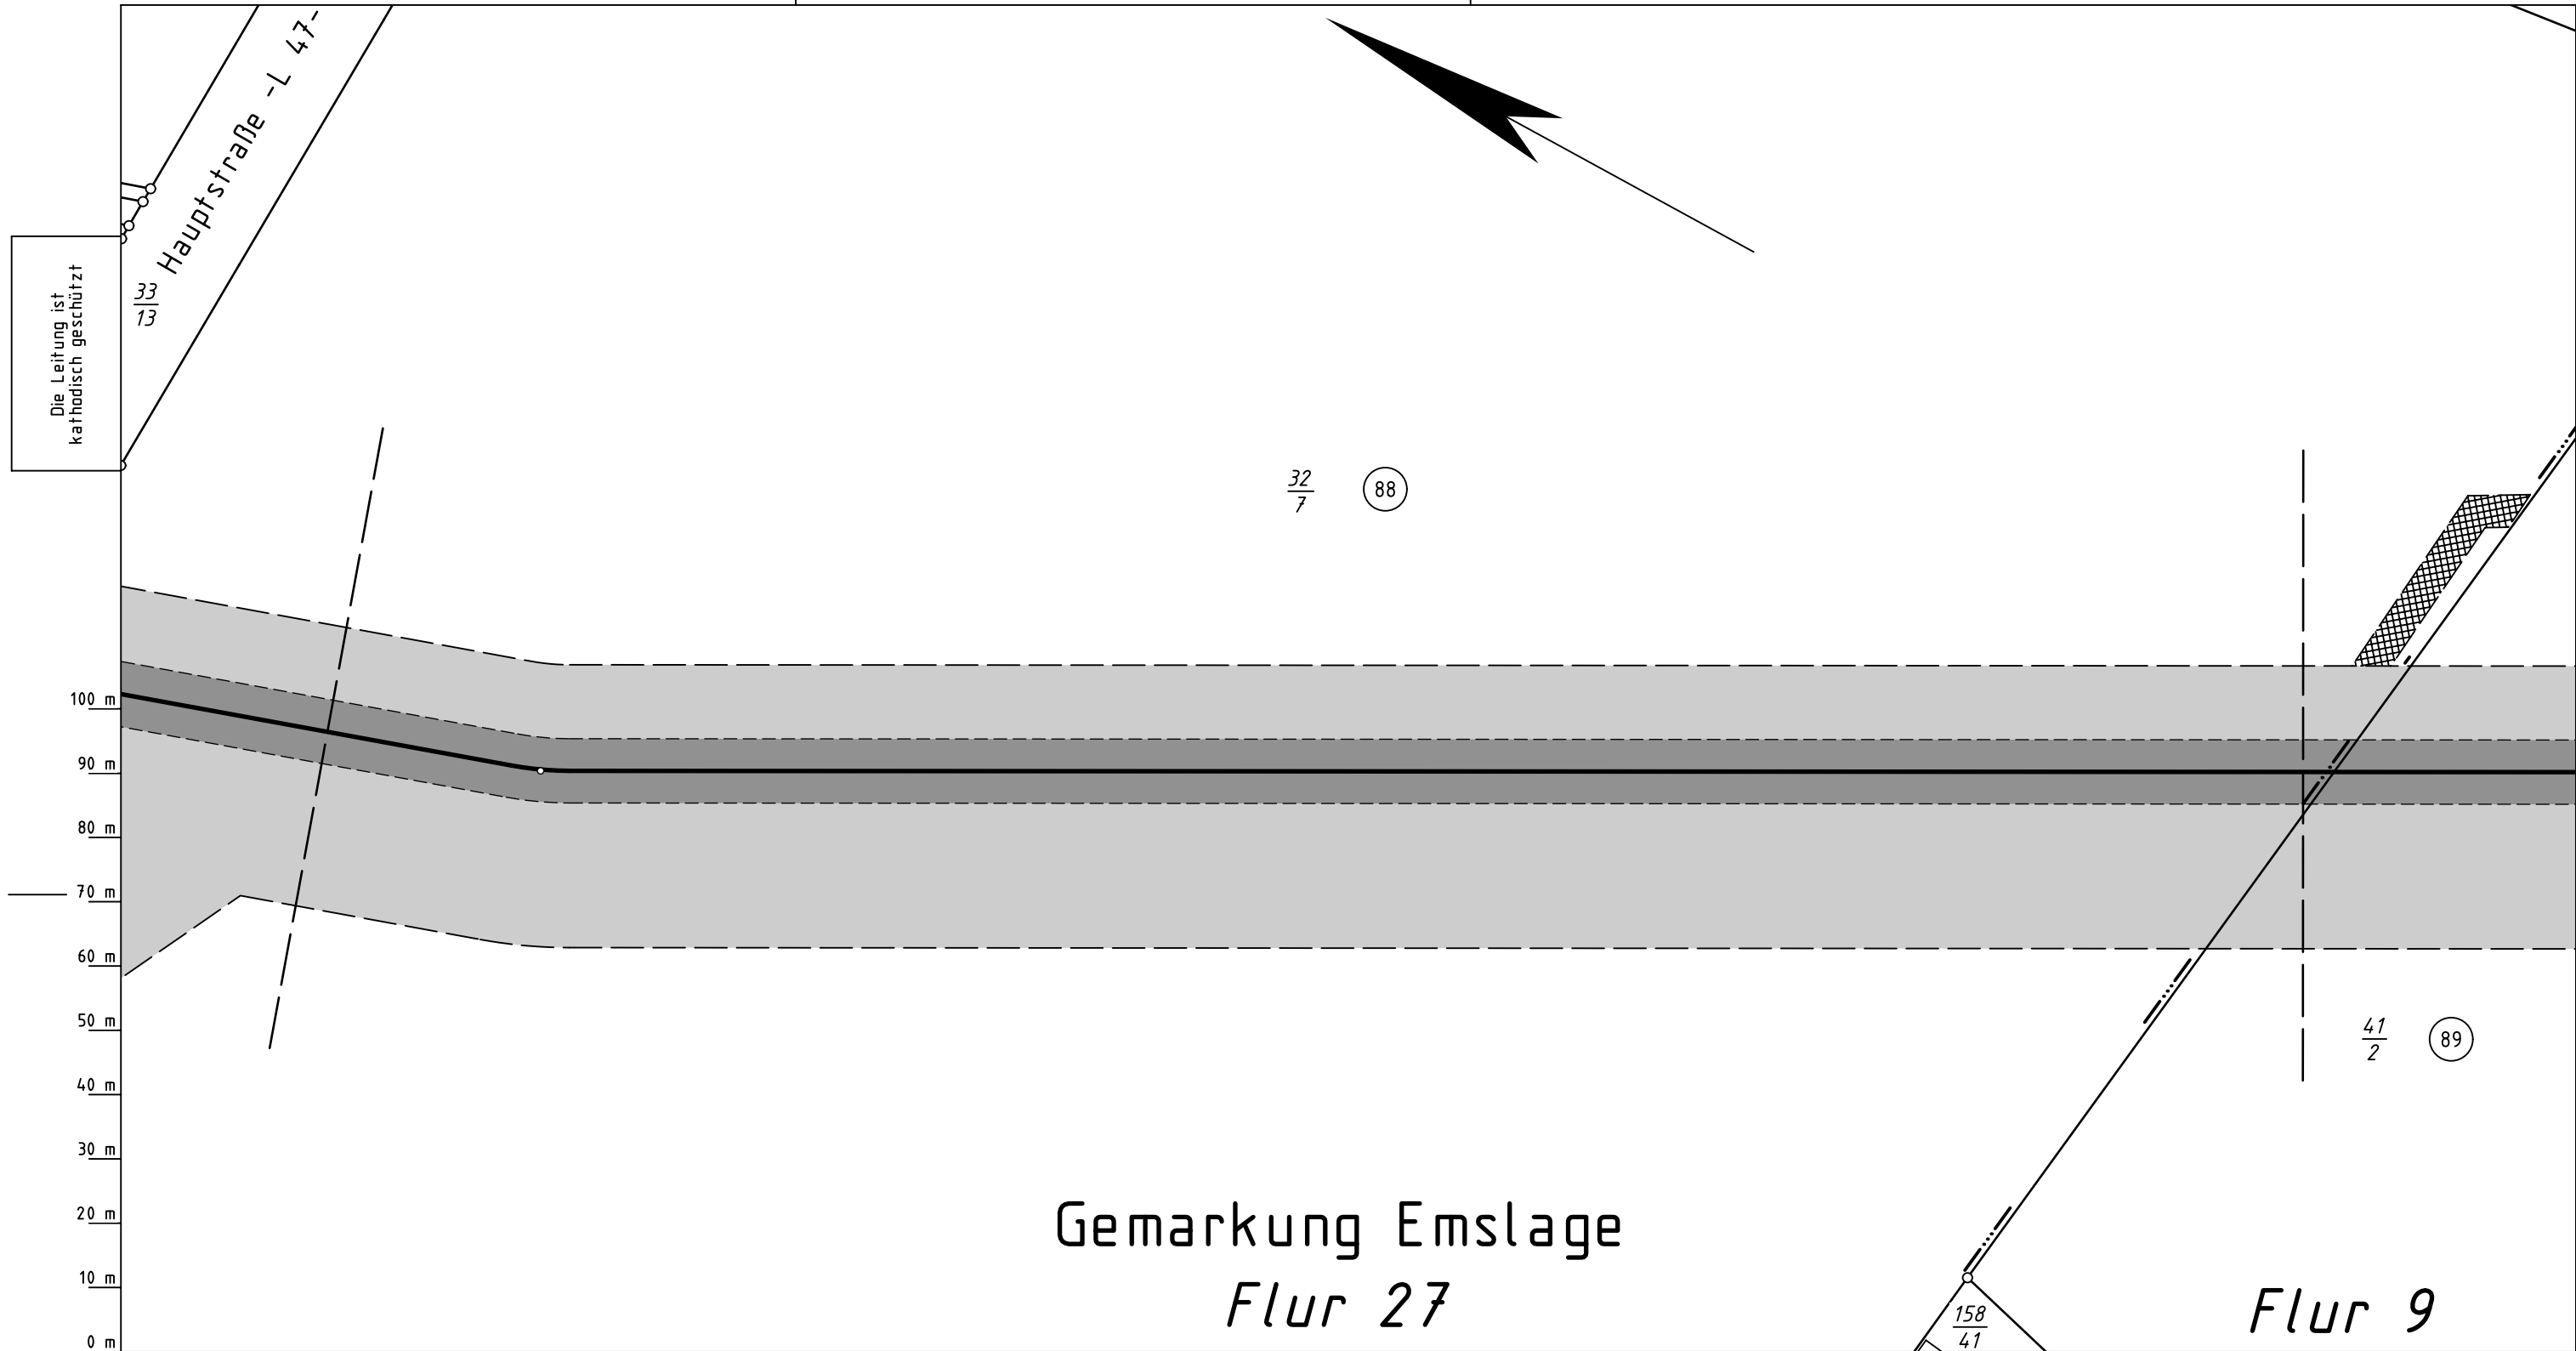 Hauptstraße -L 47-
33
13
Die Leitung ist
kathodisch geschützt
32
7
88
100 m
90 m
80 m
70 m
60 m
50 m
40 m
30 m
20 m
10 m
0 m
41
2
89
Gemarkung Emslage
Flur 27
Flur 9
158
41